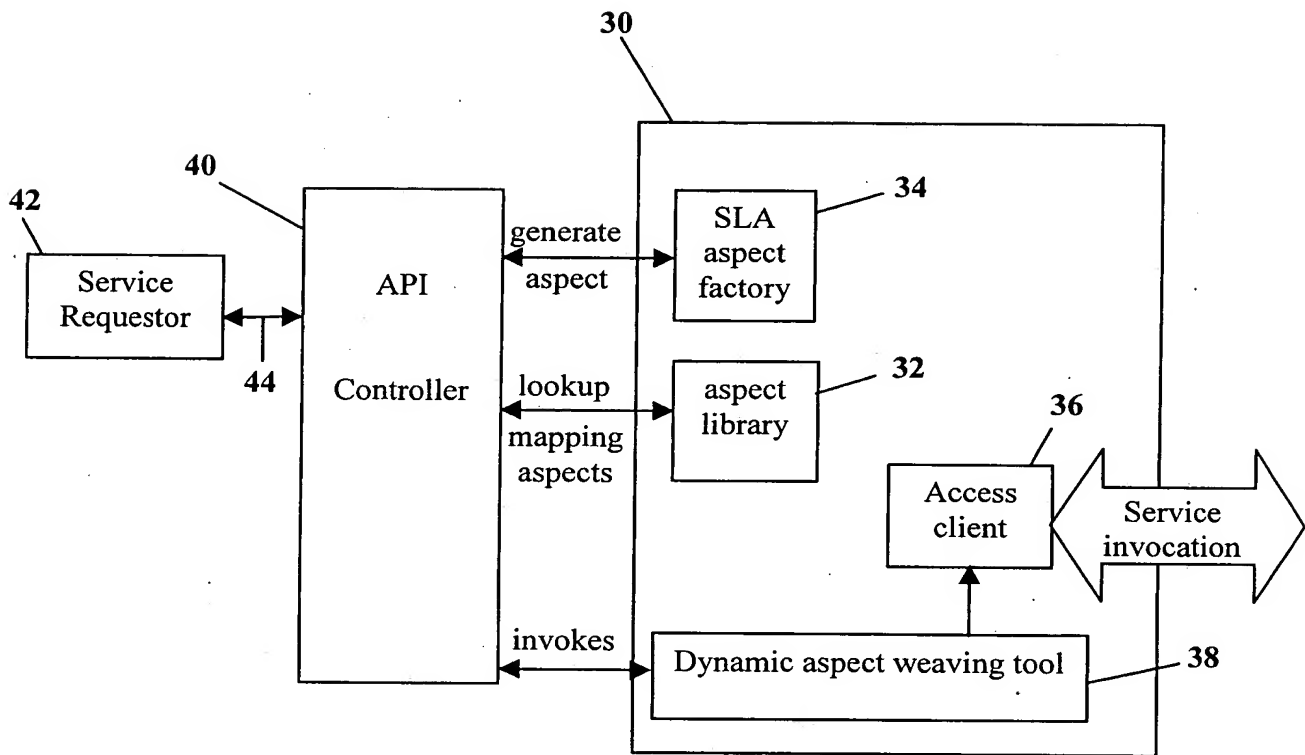 30
40
42
34
SLA
aspect
factory
generate
aspect
Service
Requestor
API
44
Controller
32
aspect
library
lookup
mapping
aspects
36
Access
client
Service
invocation
invokes
Dynamic aspect weaving tool
38